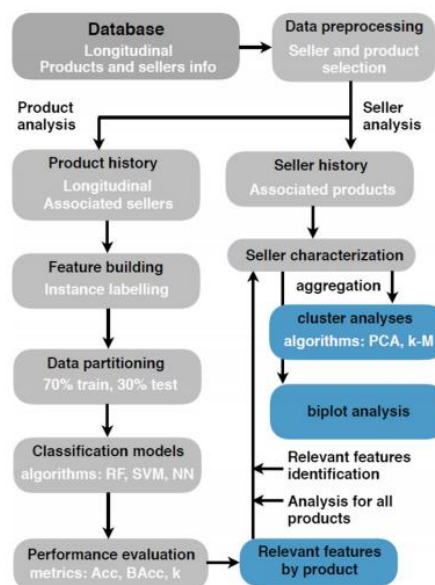 Database
Longitudinal
Products and sellers info
Data preprocessing
Seller and product
selection
Product
analysis
Seller
analysis
Product history
Longitudinal
Associated sellers
Seller history
Associated products
Feature building
Instance labelling
Seller characterization
aggregation
cluster analyses
algorithms: PCA, k-M
Data partitioning
70% train, 30% test
biplot analysis
Classification models
algorithms: RF, SVM, NN
Relevant features
identification
Analysis for all
products
Performance evaluation
metrics: Acc, BAcc, k
Relevant features
by product